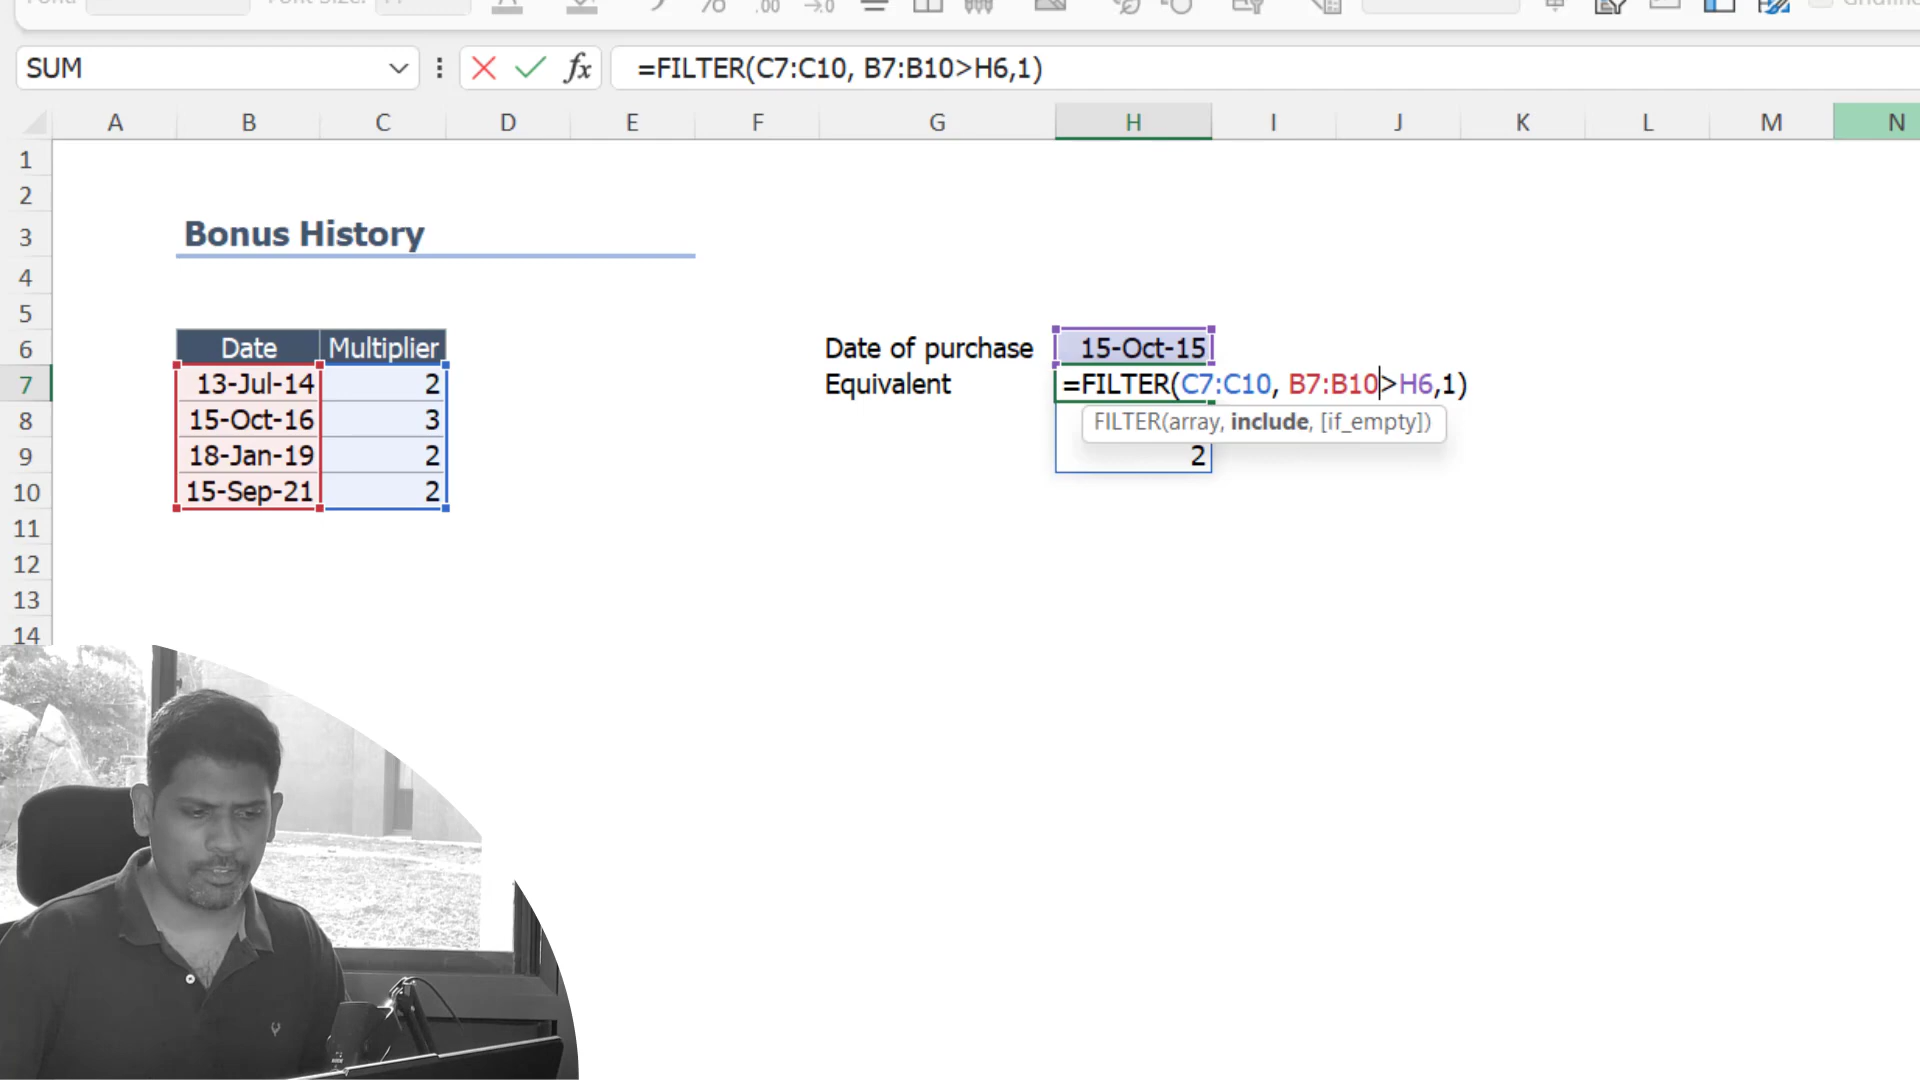 SUM
fx
=FILTER(C7:C10, B7:B10>H6,1)
A B C D E F G H I J K L M N
1
2
3 Bonus History
4
5
6 Date Multiplier Date of purchase 15-Oct-15
7 13-Jul-14 2 Equivalent =FILTER(C7:C10, B7:B10>H6,1)
8 15-Oct-16 3 FILTER(array, include, [if_empty])
9 18-Jan-19 2 2
10 15-Sep-21 2
11
12
13
14